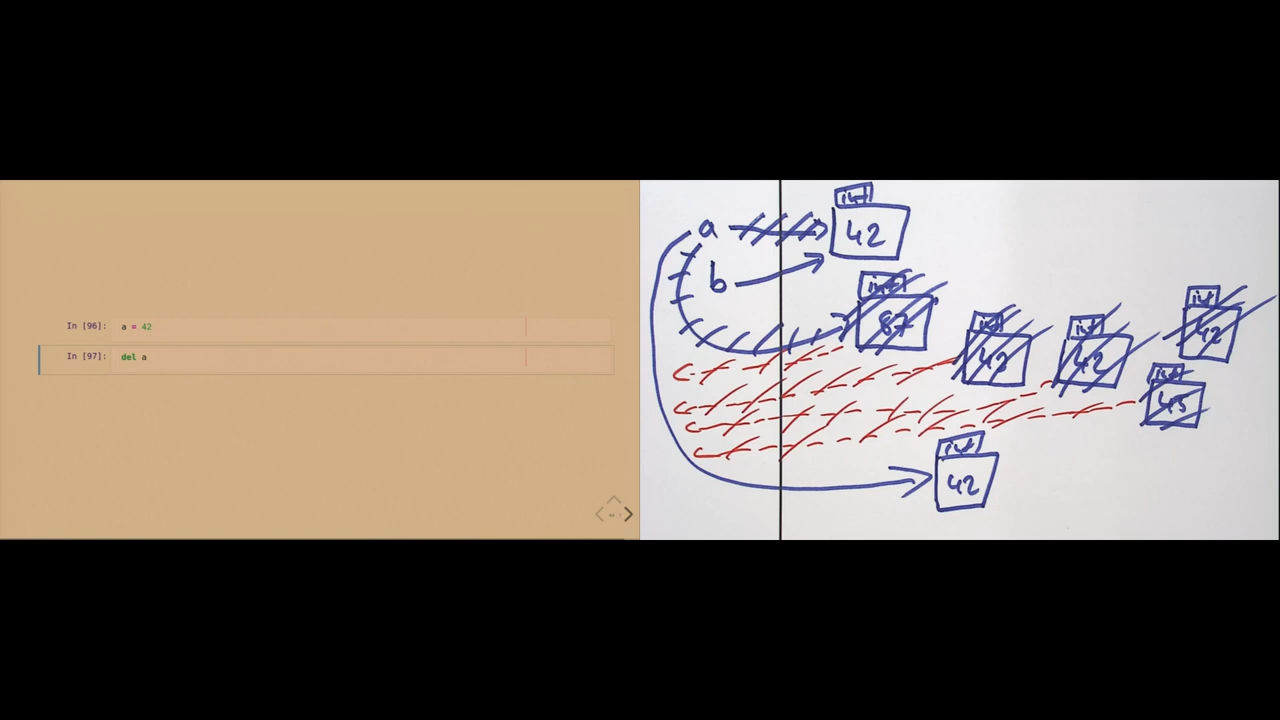 In [96]: a = 42
In [97]: del a
int
a 42
b
int
87
int int int
42 42 42
int
45
int
42